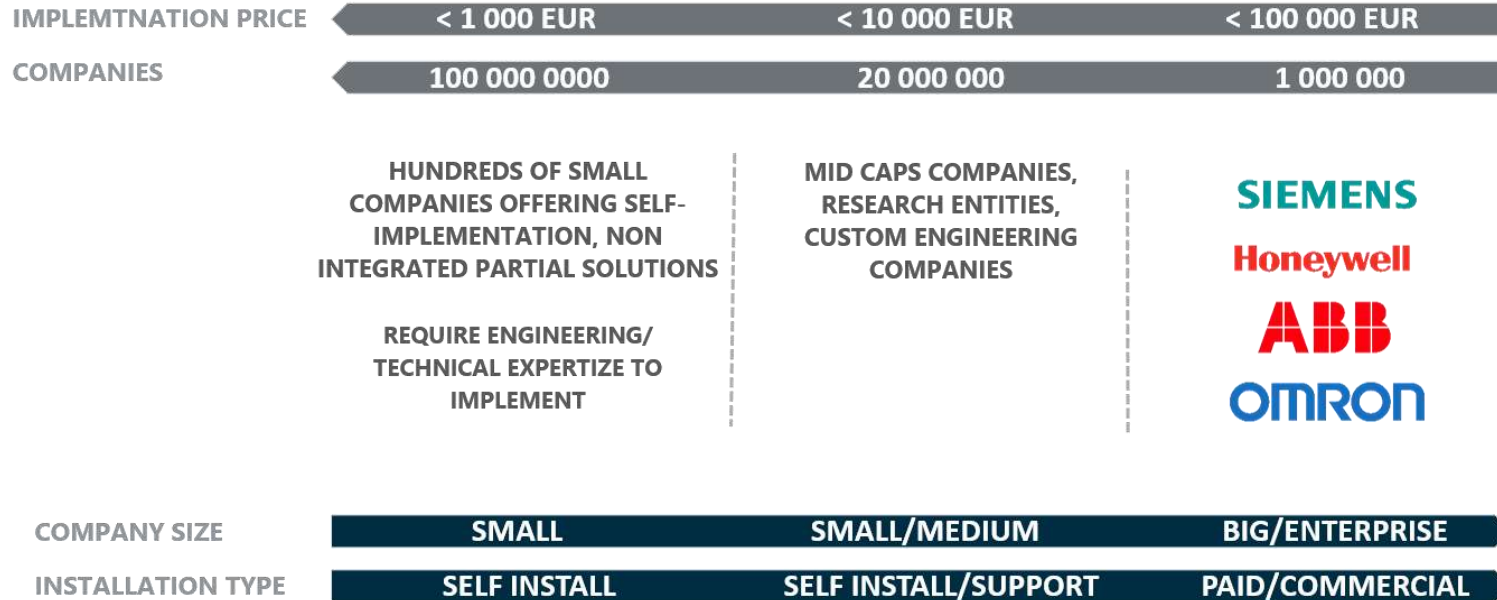 IMPLEMTNATION PRICE < 1 000 EUR < 10 000 EUR < 100 000 EUR
COMPANIES 100 000 0000 20 000 000 1 000 000
HUNDREDS OF SMALL
COMPANIES OFFERING SELF-
IMPLEMENTATION, NON
INTEGRATED PARTIAL SOLUTIONS
REQUIRE ENGINEERING/
TECHNICAL EXPERTIZE TO
IMPLEMENT
MID CAPS COMPANIES,
RESEARCH ENTITIES,
CUSTOM ENGINEERING
COMPANIES
SIEMENS
Honeywell
ABB
OMRON
COMPANY SIZE SMALL SMALL/MEDIUM BIG/ENTERPRISE
INSTALLATION TYPE SELF INSTALL SELF INSTALL/SUPPORT PAID/COMMERCIAL